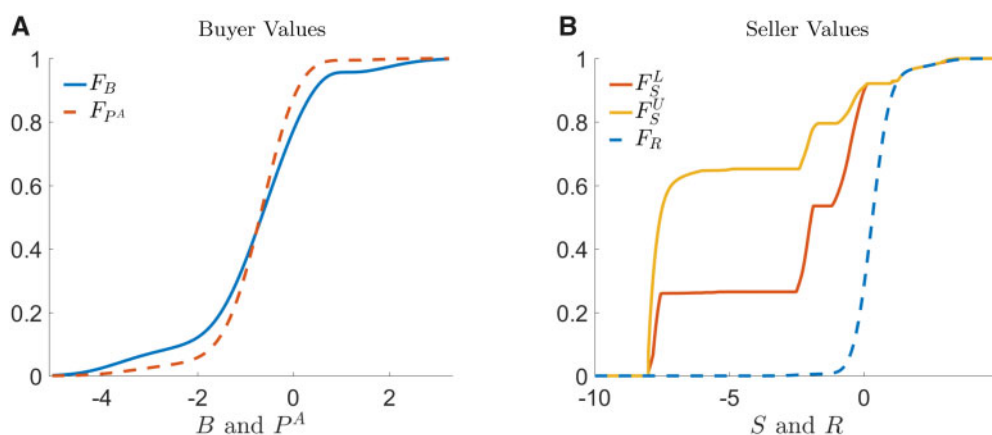 A
Buyer Values
1
0.8
0.6
0.4
0.2
0
F_B
F_{P^A}
-4 -2 0 2
B and P^A
B
Seller Values
1
0.8
0.6
0.4
0.2
0
F_S^L
F_S^U
F_R
-10 -5 0
S and R